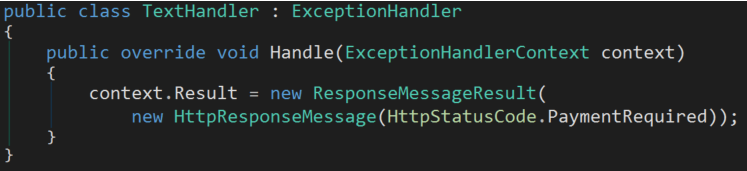 public class TextHandler : ExceptionHandler
{
    public override void Handle(ExceptionHandlerContext context)
    {
        context.Result = new ResponseMessageResult(
            new HttpResponseMessage(HttpStatusCode.PaymentRequired));
    }
}